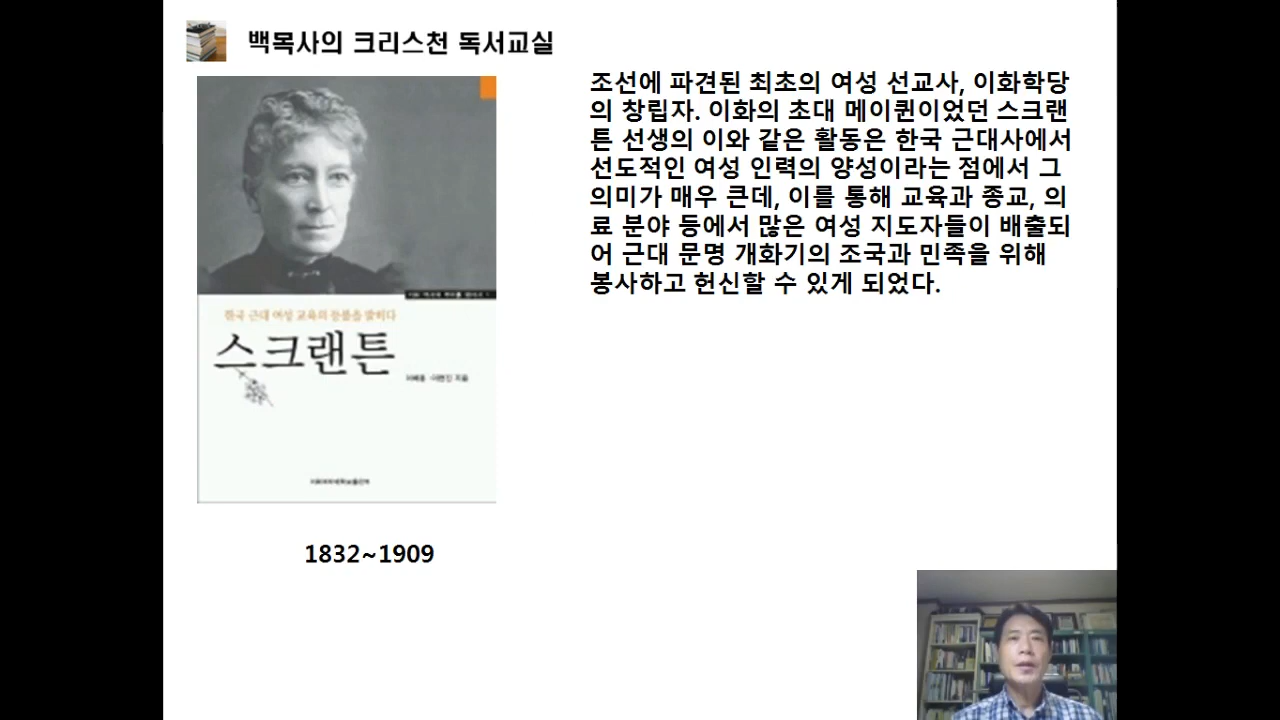 백목사의 크리스천 독서교실
조선에 파견된 최초의 여성 선교사, 이화학당
의 창립자. 이화의 초대 메이퀸이었던 스크랜
튼 선생의 이와 같은 활동은 한국 근대사에서
선도적인 여성 인력의 양성이라는 점에서 그
의미가 매우 큰데, 이를 통해 교육과 종교, 의
료 분야 등에서 많은 여성 지도자들이 배출되
어 근대 문명 개화기의 조국과 민족을 위해
봉사하고 헌신할 수 있게 되었다.
한국 근대 여성 교육의 등불을 밝히다
스크랜튼
1832~1909